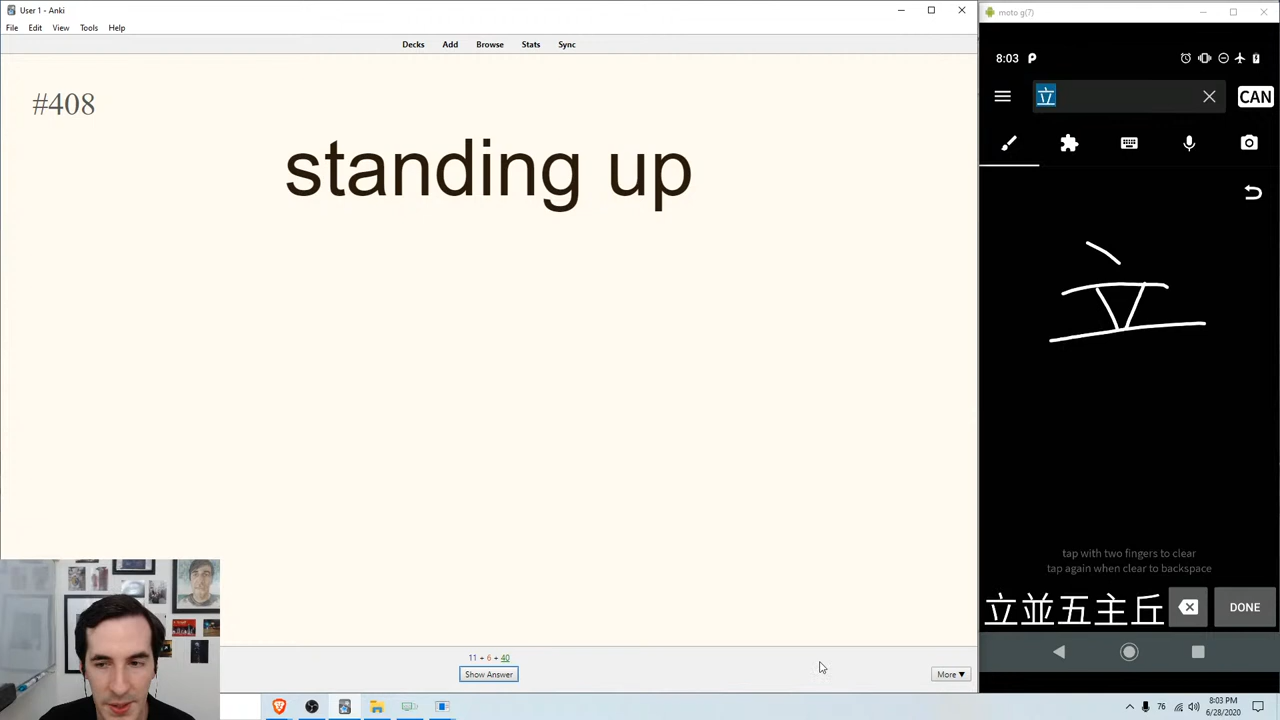 User 1 - Anki
File Edit View Tools Help
Decks Add Browse Stats Sync
#408
standing up
11 + 6 + 40
Show Answer
More ▼
moto g(7)
8:03
立
CAN
立
tap with two fingers to clear
tap again when clear to backspace
立並五主丘
DONE
76
8:03 PM
6/28/2020